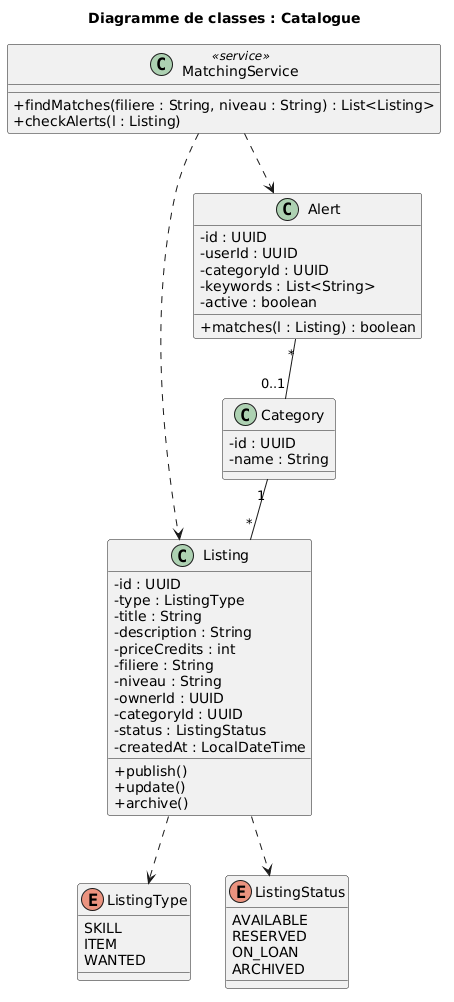 Diagramme de classes : Catalogue
C
«service»
MatchingService
+findMatches(filiere : String, niveau : String) : List<Listing>
+checkAlerts(l : Listing)
C Alert
-id : UUID
-userId : UUID
-categoryId : UUID
-keywords : List<String>
-active : boolean
+matches(l : Listing) : boolean
*
0..1
C Category
-id : UUID
-name : String
1
*
C Listing
-id : UUID
-type : ListingType
-title : String
-description : String
-priceCredits : int
-filiere : String
-niveau : String
-ownerId : UUID
-categoryId : UUID
-status : ListingStatus
-createdAt : LocalDateTime
+publish()
+update()
+archive()
E ListingType
SKILL
ITEM
WANTED
E ListingStatus
AVAILABLE
RESERVED
ON_LOAN
ARCHIVED